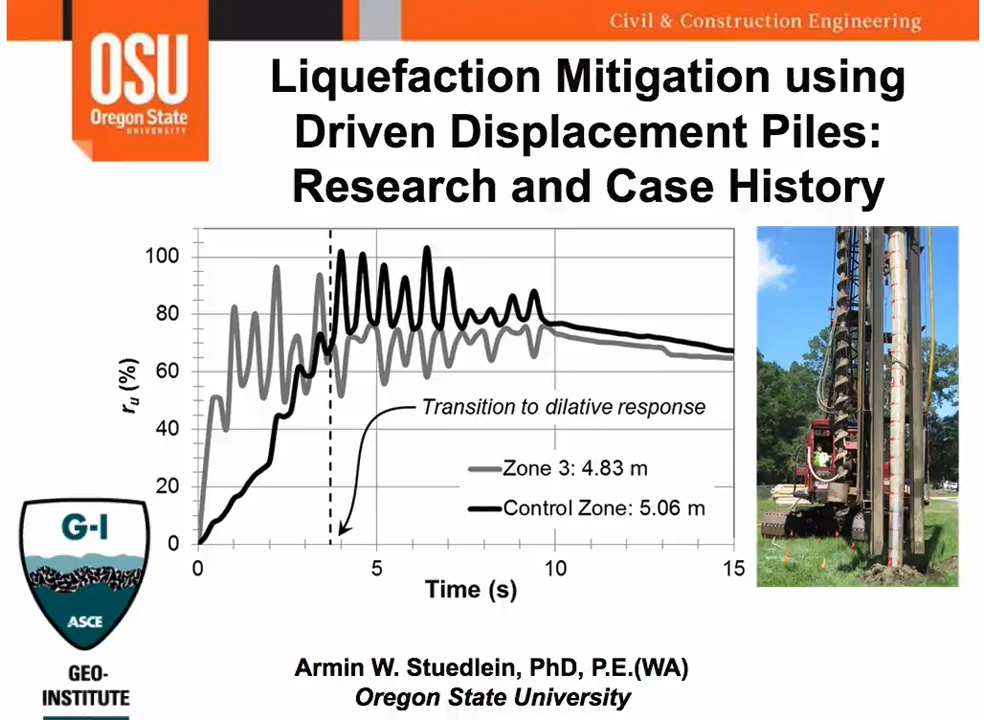 Civil & Construction Engineering
OSU
Oregon State
UNIVERSITY
Liquefaction Mitigation using
Driven Displacement Piles:
Research and Case History
100
80
60
40
20
0
r_u (%)
Transition to dilative response
Zone 3: 4.83 m
Control Zone: 5.06 m
0 5 10 15
Time (s)
G-I
ASCE
GEO-
INSTITUTE
Armin W. Stuedlein, PhD, P.E.(WA)
Oregon State University